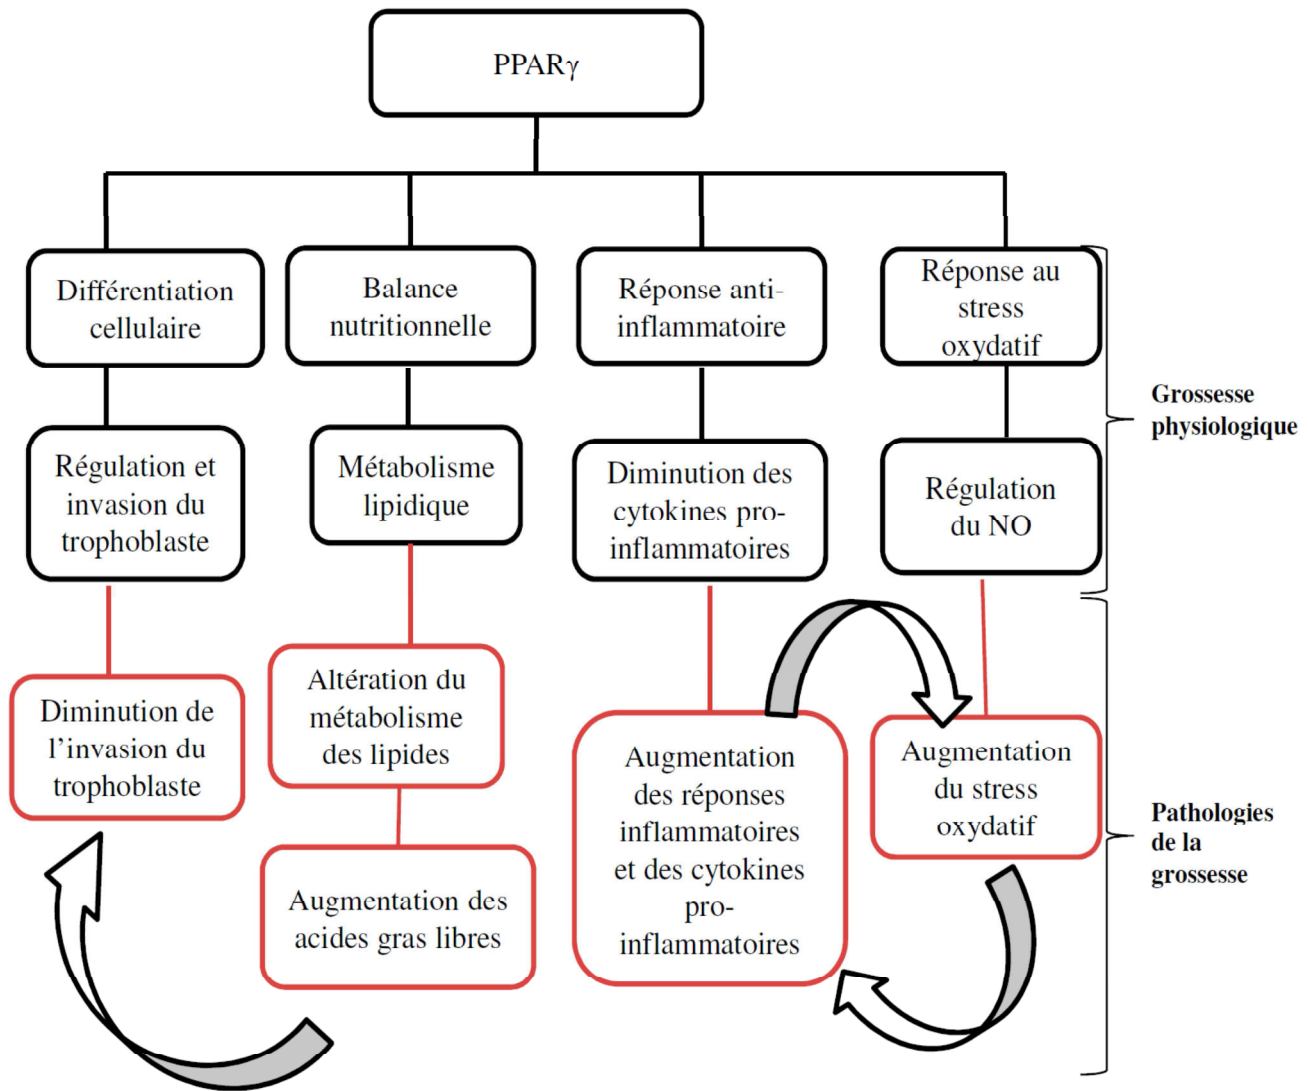 PPARγ
Différentiation
cellulaire
Balance
nutritionnelle
Réponse anti-
inflammatoire
Réponse au
stress
oxydatif
Régulation et
invasion du
trophoblaste
Métabolisme
lipidique
Diminution des
cytokines pro-
inflammatoires
Régulation
du NO
Grossesse
physiologique
Diminution de
l’invasion du
trophoblaste
Altération du
métabolisme
des lipides
Augmentation des
acides gras libres
Augmentation
des réponses
inflammatoires
et des cytokines
pro-
inflammatoires
Augmentation
du stress
oxydatif
Pathologies
de la
grossesse